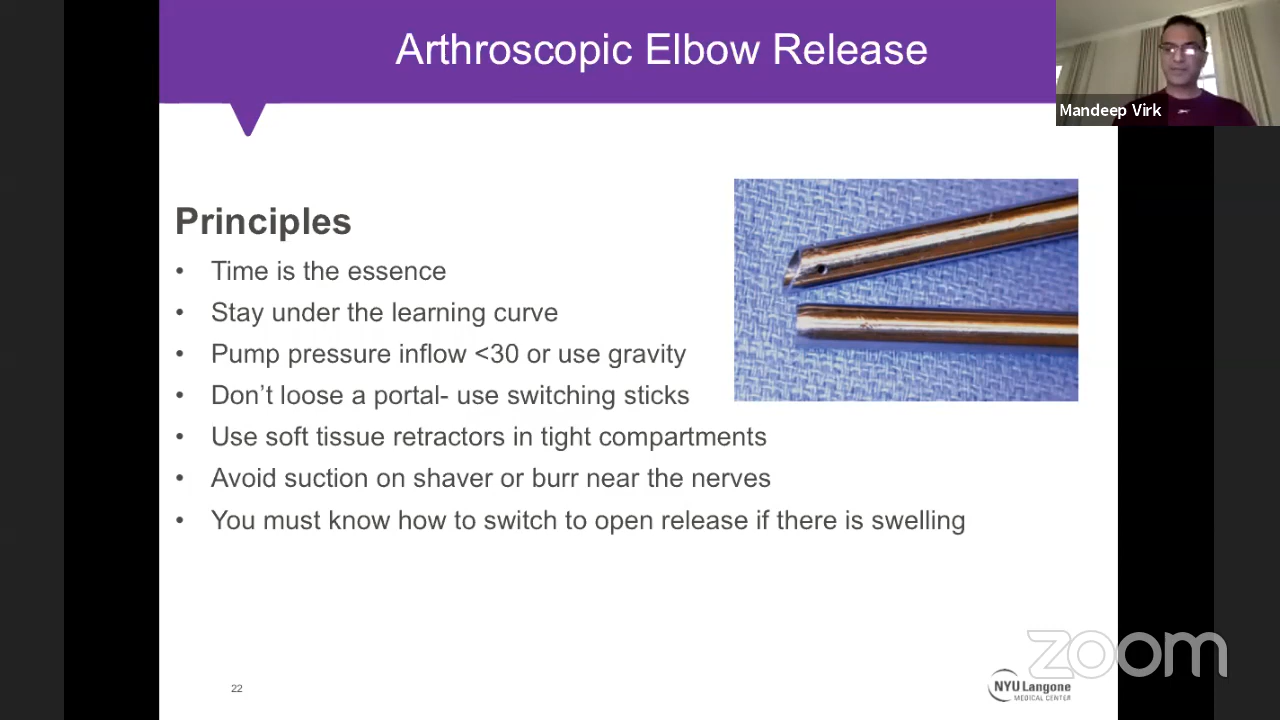 Arthroscopic Elbow Release
Mandeep Virk
Principles
• Time is the essence
• Stay under the learning curve
• Pump pressure inflow <30 or use gravity
• Don’t loose a portal- use switching sticks
• Use soft tissue retractors in tight compartments
• Avoid suction on shaver or burr near the nerves
• You must know how to switch to open release if there is swelling
zoom
22
NYU Langone
MEDICAL CENTER